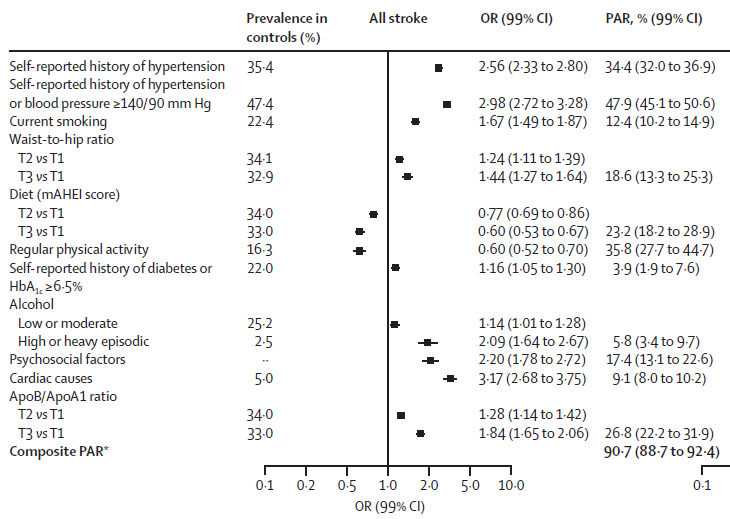 Prevalence in controls (%) All stroke OR (99% CI) PAR, % (99% CI)
Self-reported history of hypertension 35·4 2·56 (2·33 to 2·80) 34·4 (32·0 to 36·9)
Self-reported history of hypertension
or blood pressure ≥140/90 mm Hg 47·4 2·98 (2·72 to 3·28) 47·9 (45·1 to 50·6)
Current smoking 22·4 1·67 (1·49 to 1·87) 12·4 (10·2 to 14·9)
Waist-to-hip ratio
T2 vs T1 34·1 1·24 (1·11 to 1·39)
T3 vs T1 32·9 1·44 (1·27 to 1·64) 18·6 (13·3 to 25·3)
Diet (mAHEI score)
T2 vs T1 34·0 0·77 (0·69 to 0·86)
T3 vs T1 33·0 0·60 (0·53 to 0·67) 23·2 (18·2 to 28·9)
Regular physical activity 16·3 0·60 (0·52 to 0·70) 35·8 (27·7 to 44·7)
Self-reported history of diabetes or 22·0 1·16 (1·05 to 1·30) 3·9 (1·9 to 7·6)
HbA1c ≥6·5%
Alcohol
Low or moderate 25·2 1·14 (1·01 to 1·28)
High or heavy episodic 2·5 2·09 (1·64 to 2·67) 5·8 (3·4 to 9·7)
Psychosocial factors ·· 2·20 (1·78 to 2·72) 17·4 (13·1 to 22·6)
Cardiac causes 5·0 3·17 (2·68 to 3·75) 9·1 (8·0 to 10·2)
ApoB/ApoA1 ratio
T2 vs T1 34·0 1·28 (1·14 to 1·42)
T3 vs T1 33·0 1·84 (1·65 to 2·06) 26·8 (22·2 to 31·9)
Composite PAR* 90·7 (88·7 to 92·4)
0·1 0·2 0·5 1·0 2·0 5·0 10·0 0·1
OR (99% CI)